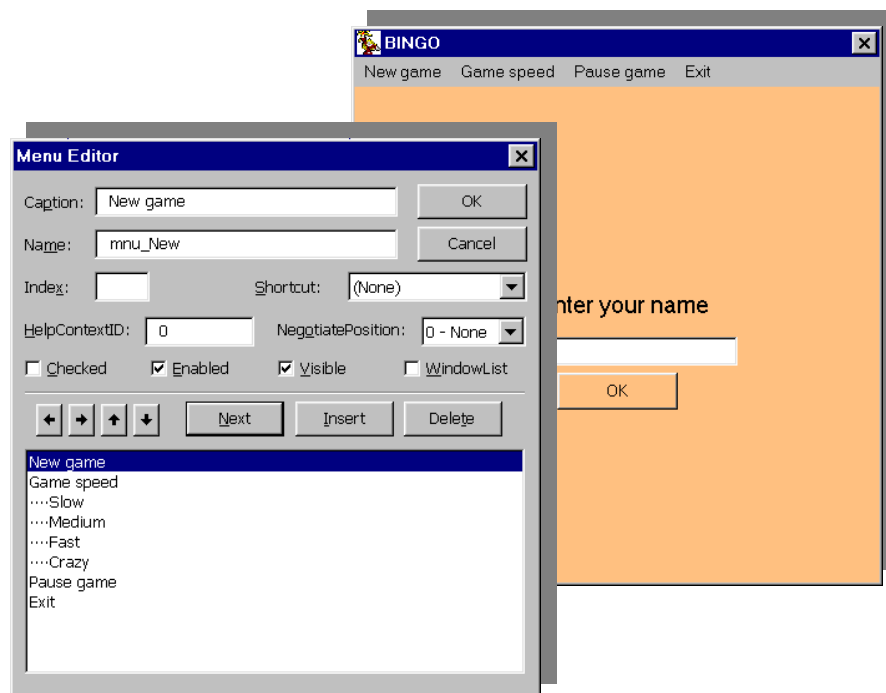 BINGO
New game Game speed Pause game Exit
Menu Editor
Caption: New game OK
Name: mnu_New Cancel
Index: Shortcut: (None)
HelpContextID: 0 NegotiatePosition: 0 - None
Checked Enabled Visible WindowList
Next Insert Delete
New game
Game speed
····Slow
····Medium
····Fast
····Crazy
Pause game
Exit
your name
OK